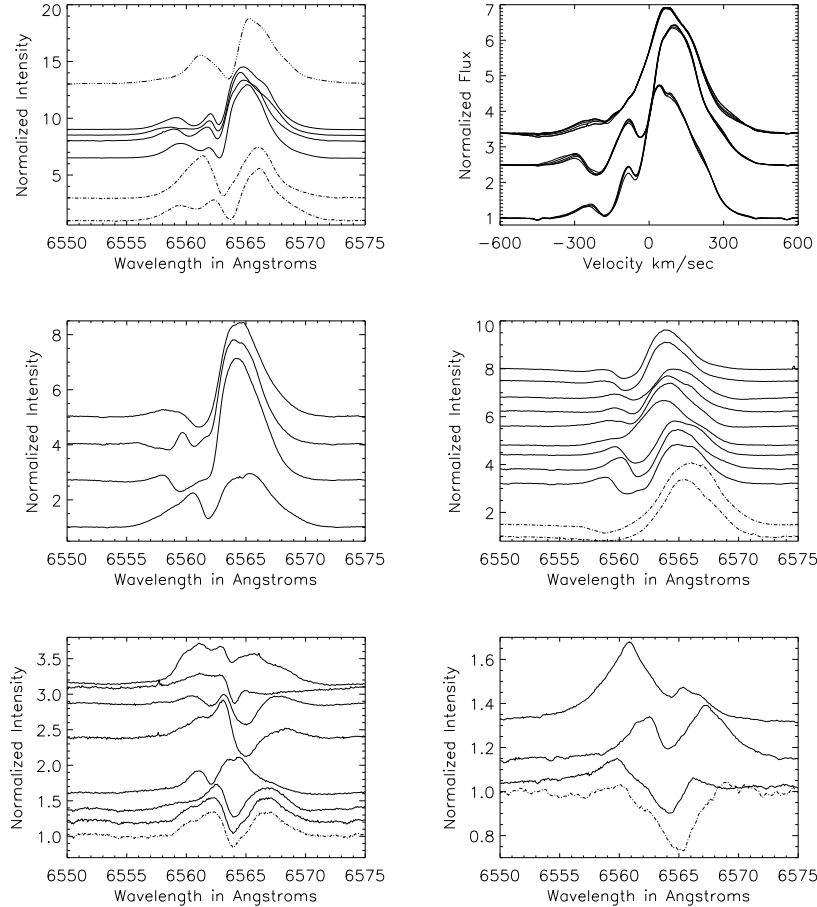 20
15
10
5
6550 6555 6560 6565 6570 6575
Wavelength in Angstroms
Normalized Intensity
7
6
5
4
3
2
1
−600 −300 0 300 600
Velocity km/sec
Normalized Flux
8
6
4
2
6550 6555 6560 6565 6570 6575
Wavelength in Angstroms
Normalized Intensity
10
8
6
4
2
6550 6555 6560 6565 6570 6575
Wavelength in Angstroms
Normalized Intensity
3.5
3.0
2.5
2.0
1.5
1.0
6550 6555 6560 6565 6570 6575
Wavelength in Angstroms
Normalized Intensity
1.6
1.4
1.2
1.0
0.8
6550 6555 6560 6565 6570 6575
Wavelength in Angstroms
Normalized Intensity